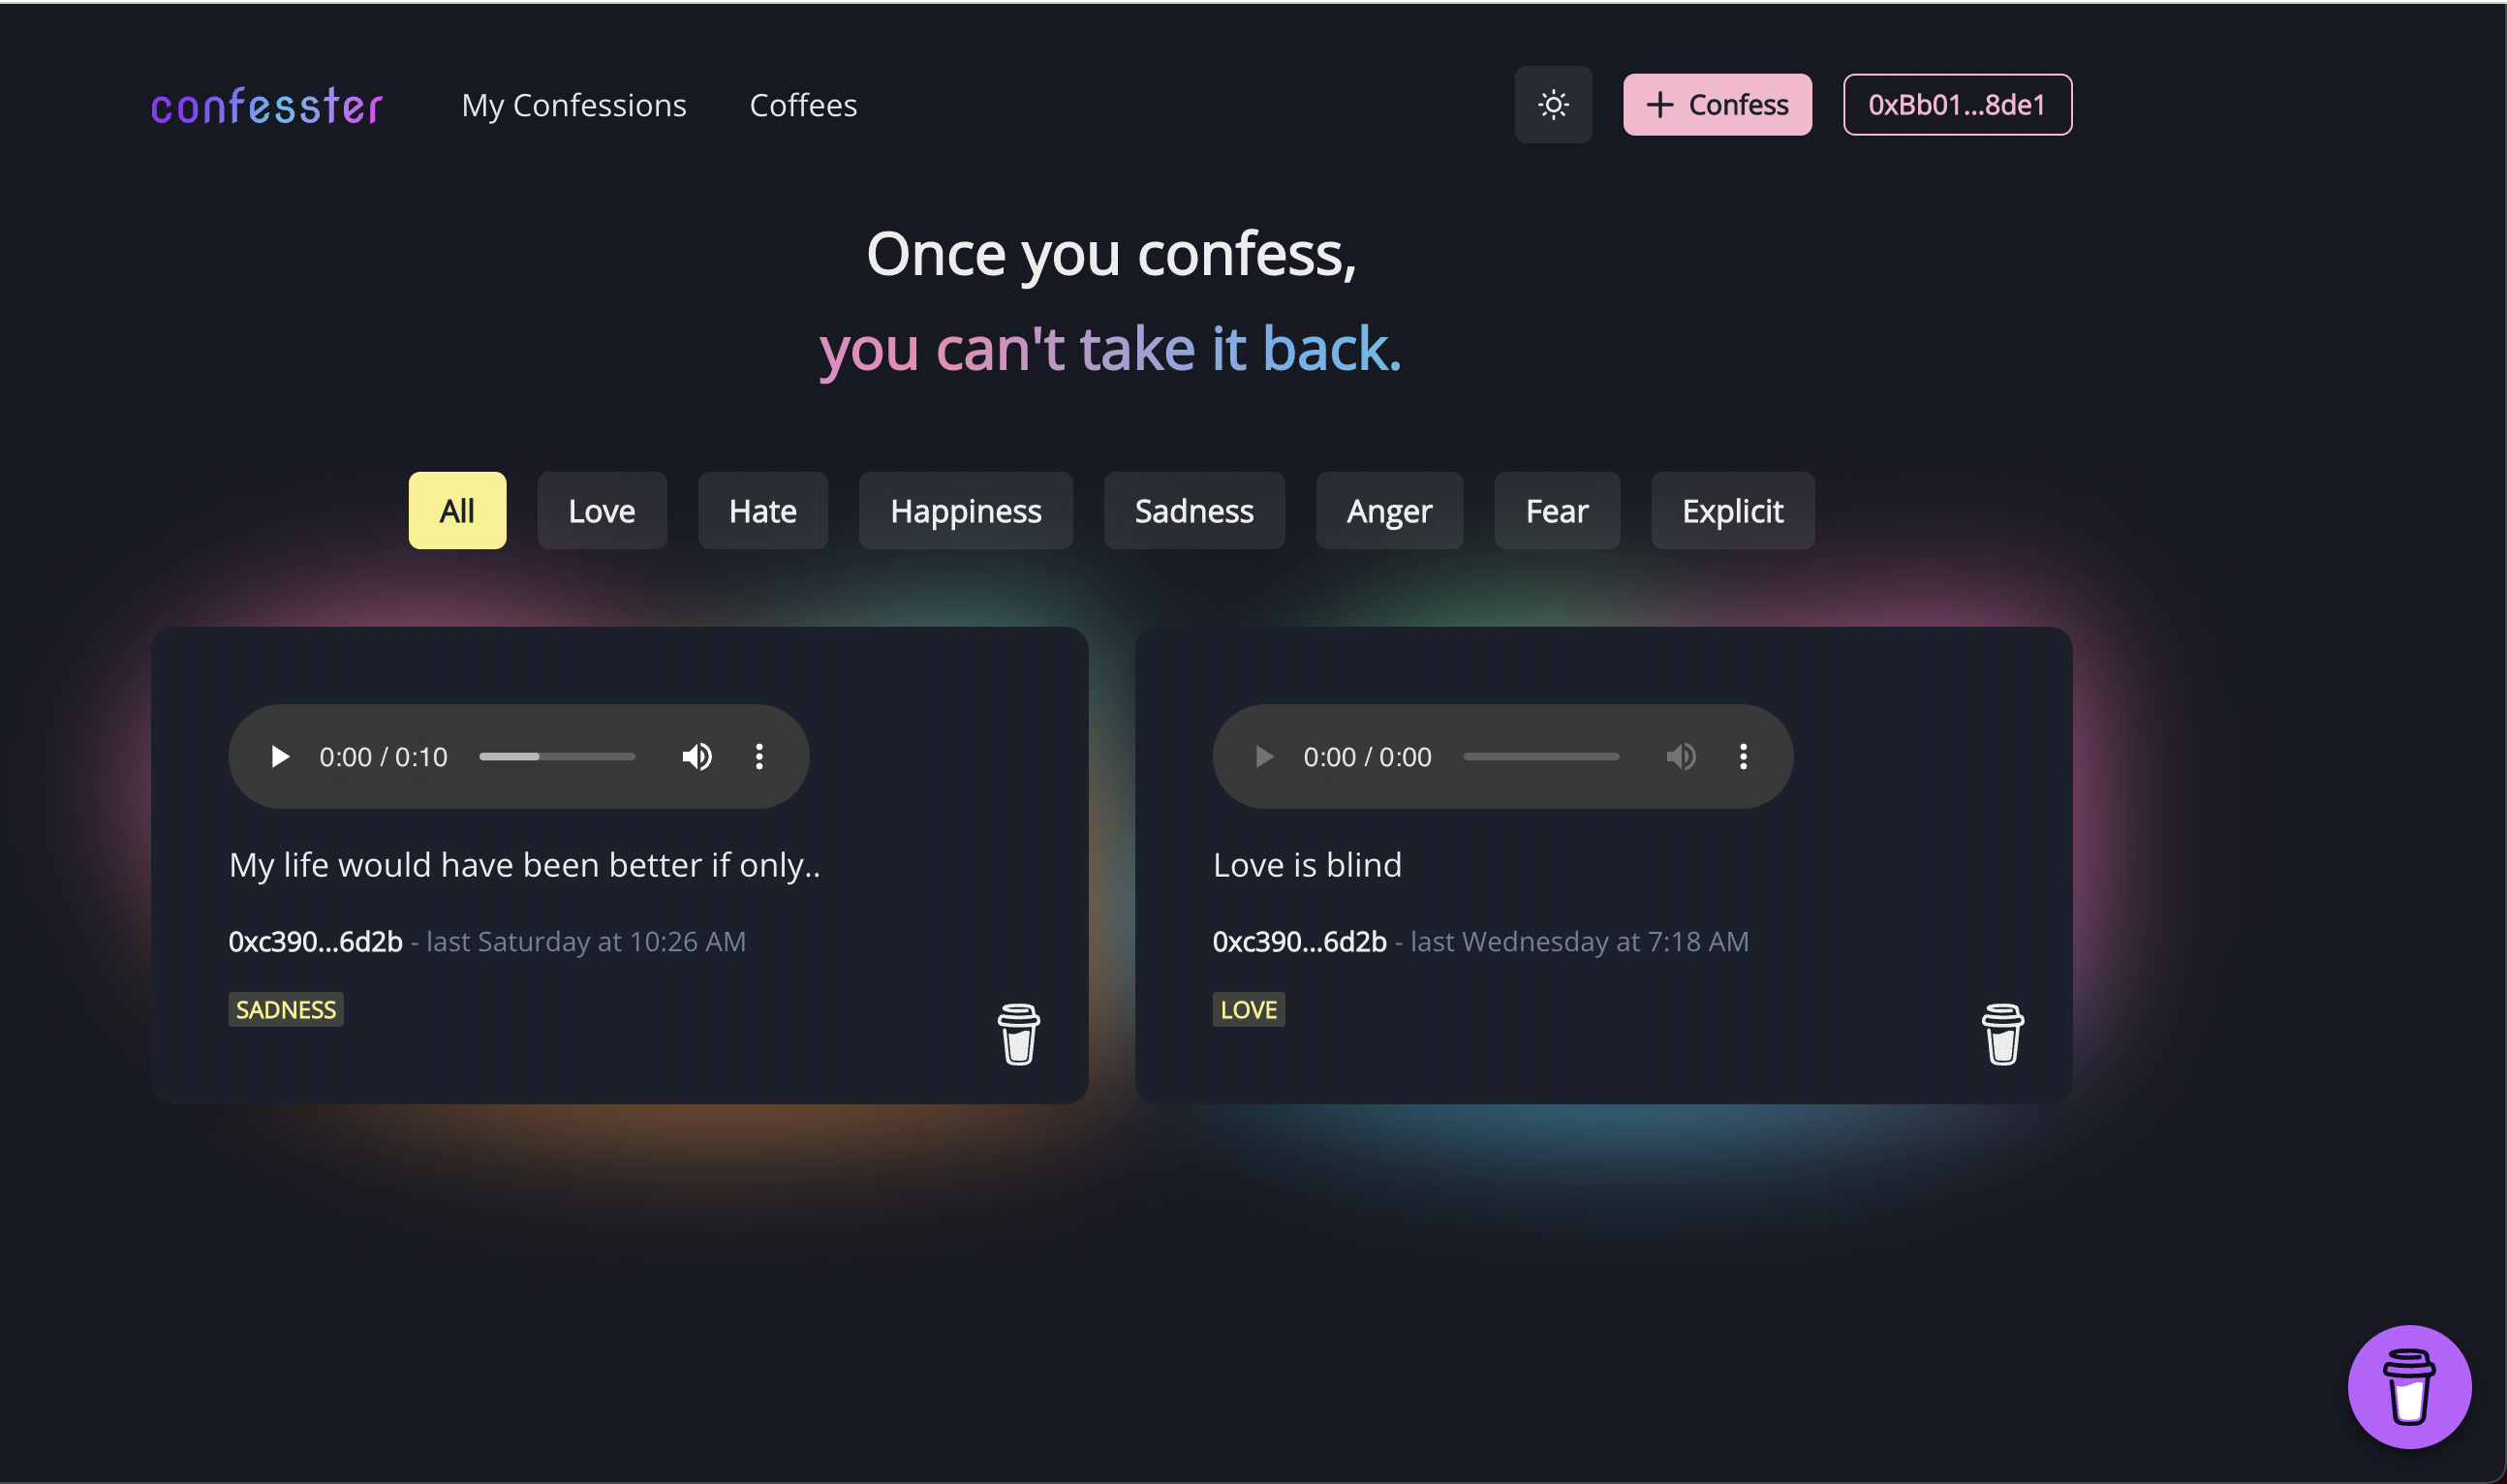 confesster My Confessions Coffees Confess 0xBb01...8de1
Once you confess,
you can't take it back.
All Love Hate Happiness Sadness Anger Fear Explicit
0:00 / 0:10
My life would have been better if only..
0xc390...6d2b - last Saturday at 10:26 AM
SADNESS
0:00 / 0:00
Love is blind
0xc390...6d2b - last Wednesday at 7:18 AM
LOVE